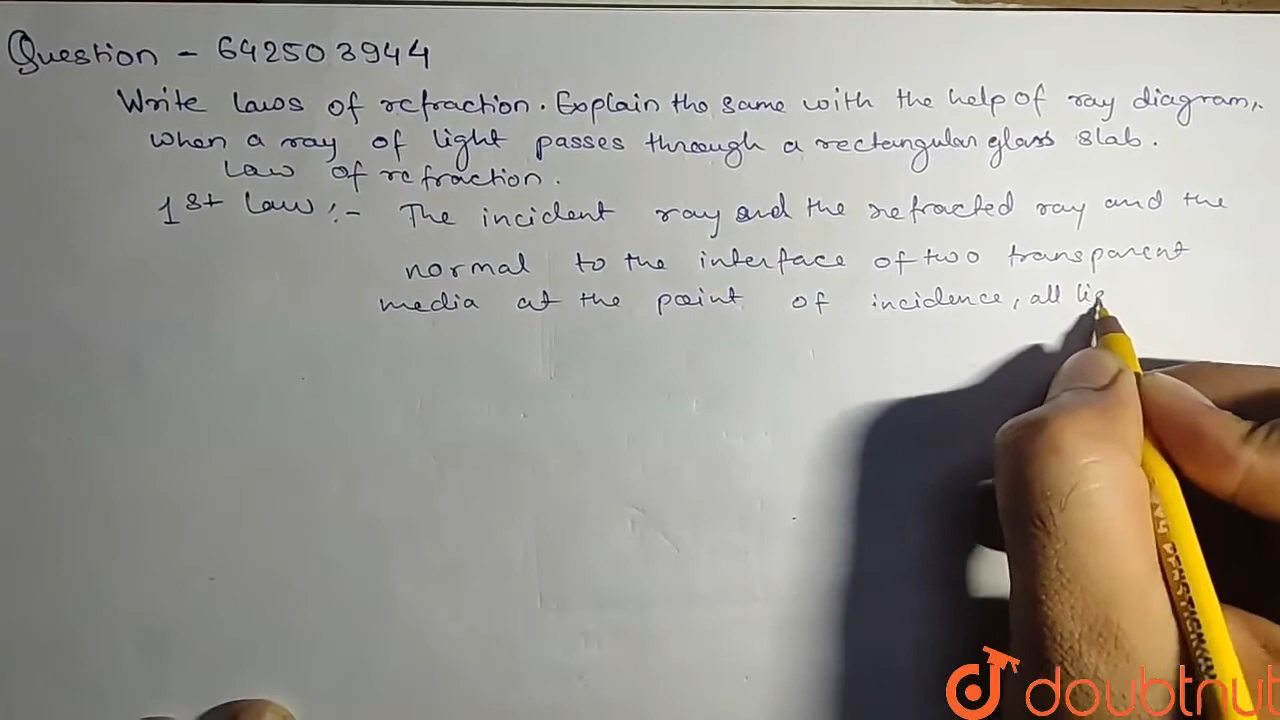 Question - 642503944
Write laws of refraction. Explain the same with the help of ray diagram,
when a ray of light passes through a rectangular glass slab.
Law of refraction.
1st Law :- The incident ray and the refracted ray and the
normal to the interface of two transparent
media at the point of incidence, all lie
doubtnut